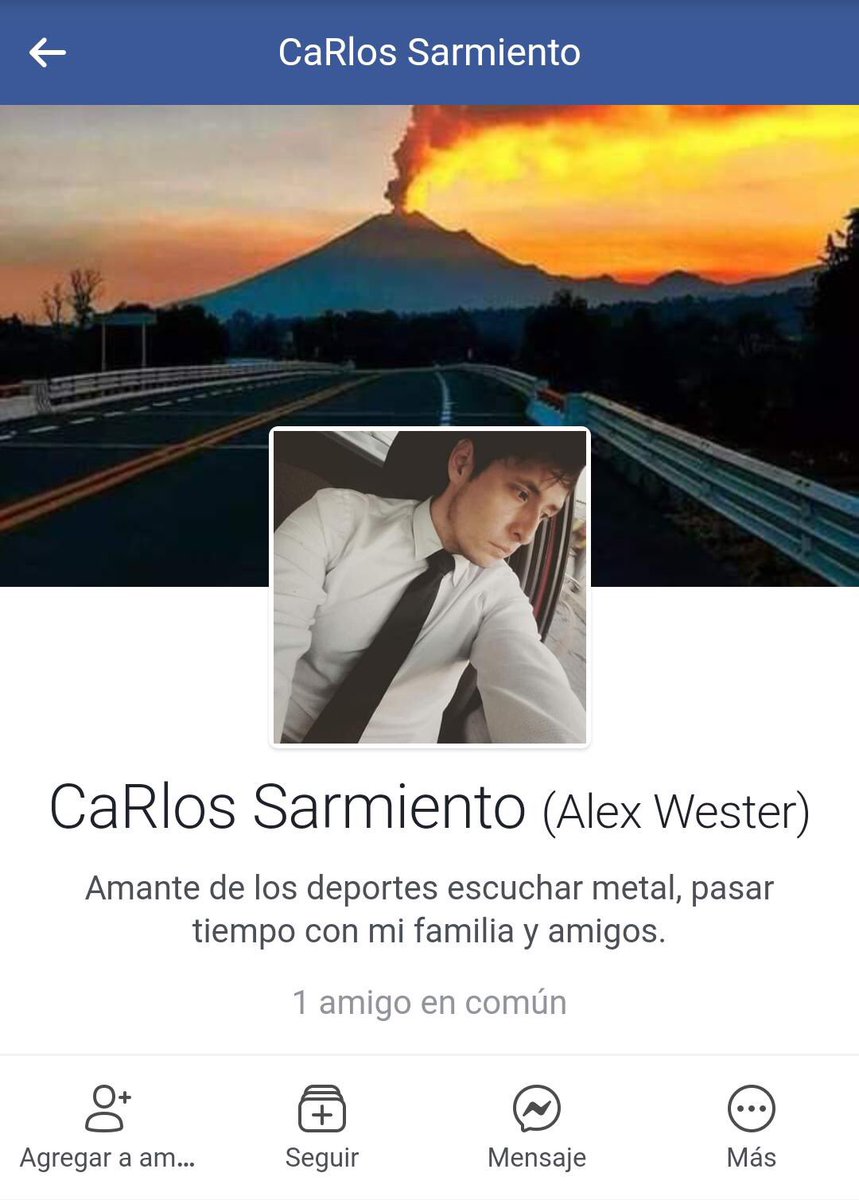 CaRlos Sarmiento
CaRlos Sarmiento (Alex Wester)
Amante de los deportes escuchar metal, pasar
tiempo con mi familia y amigos.
1 amigo en común
Agregar a am...
Seguir
Mensaje
Más